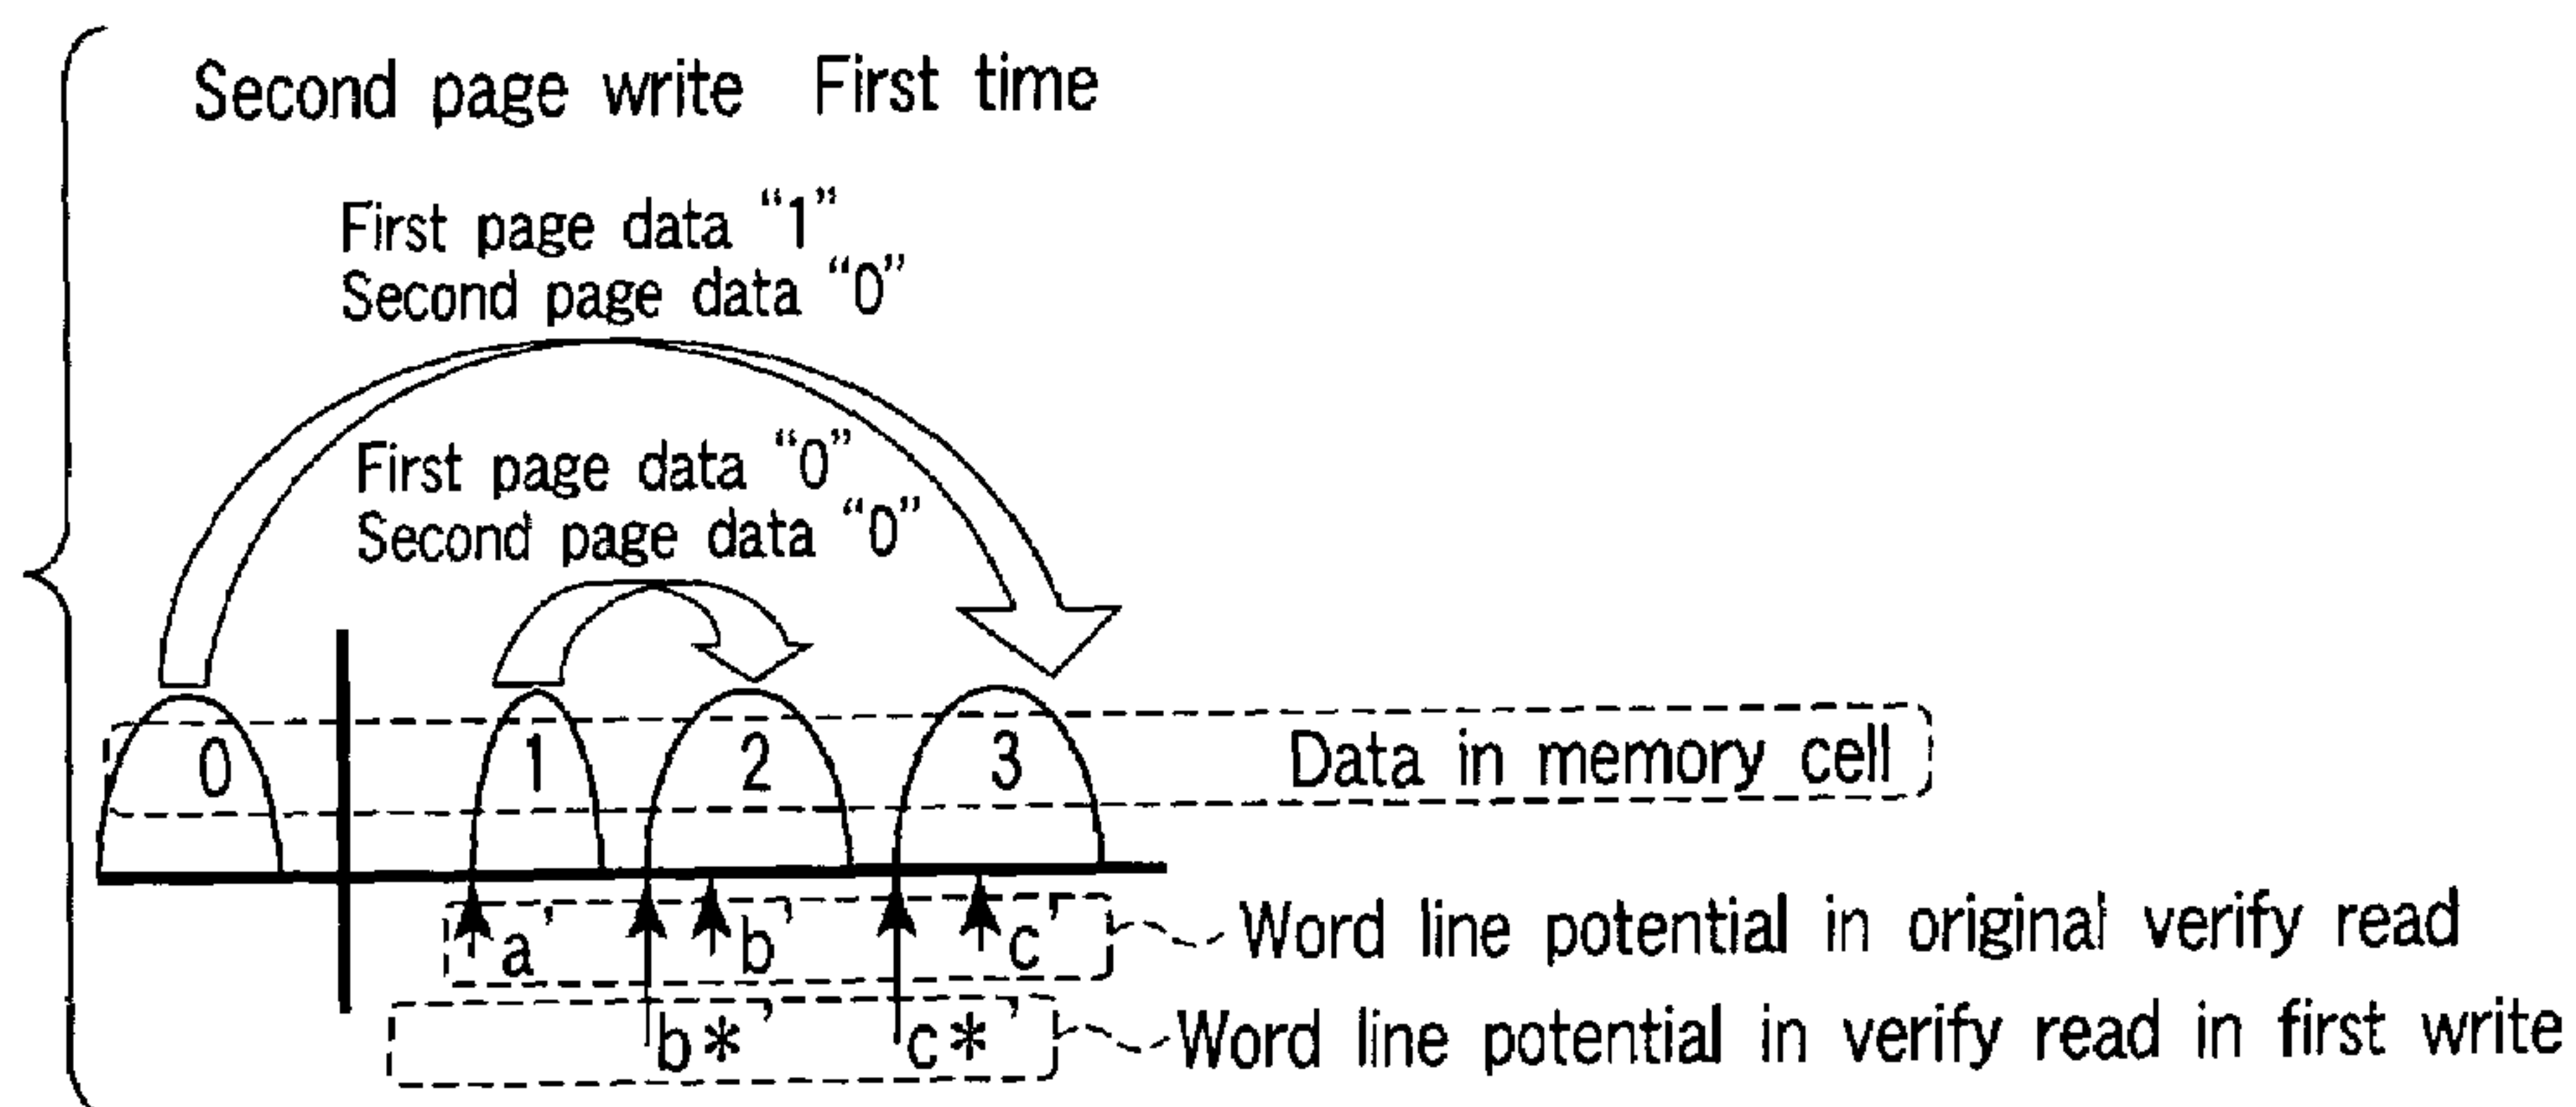 Second page write First time
First page data “1”
Second page data “0”
First page data “0”
Second page data “0”
0 1 2 3 Data in memory cell
a' b' c' Word line potential in original verify read
b*' c*' Word line potential in verify read in first write